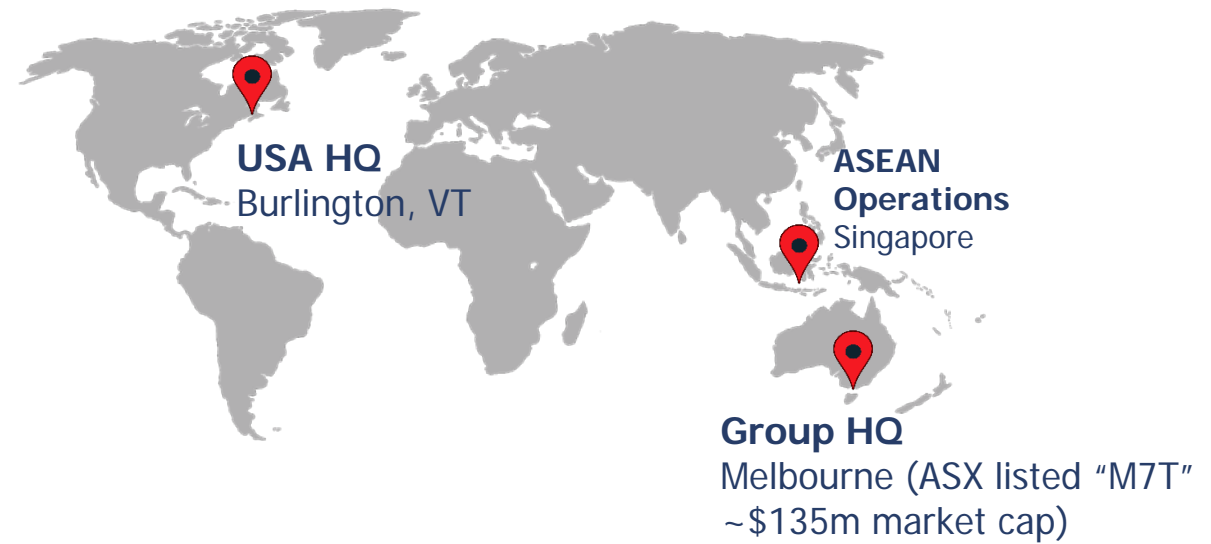 USA HQ
Burlington, VT
ASEAN
Operations
Singapore
Group HQ
Melbourne (ASX listed “M7T”
~$135m market cap)